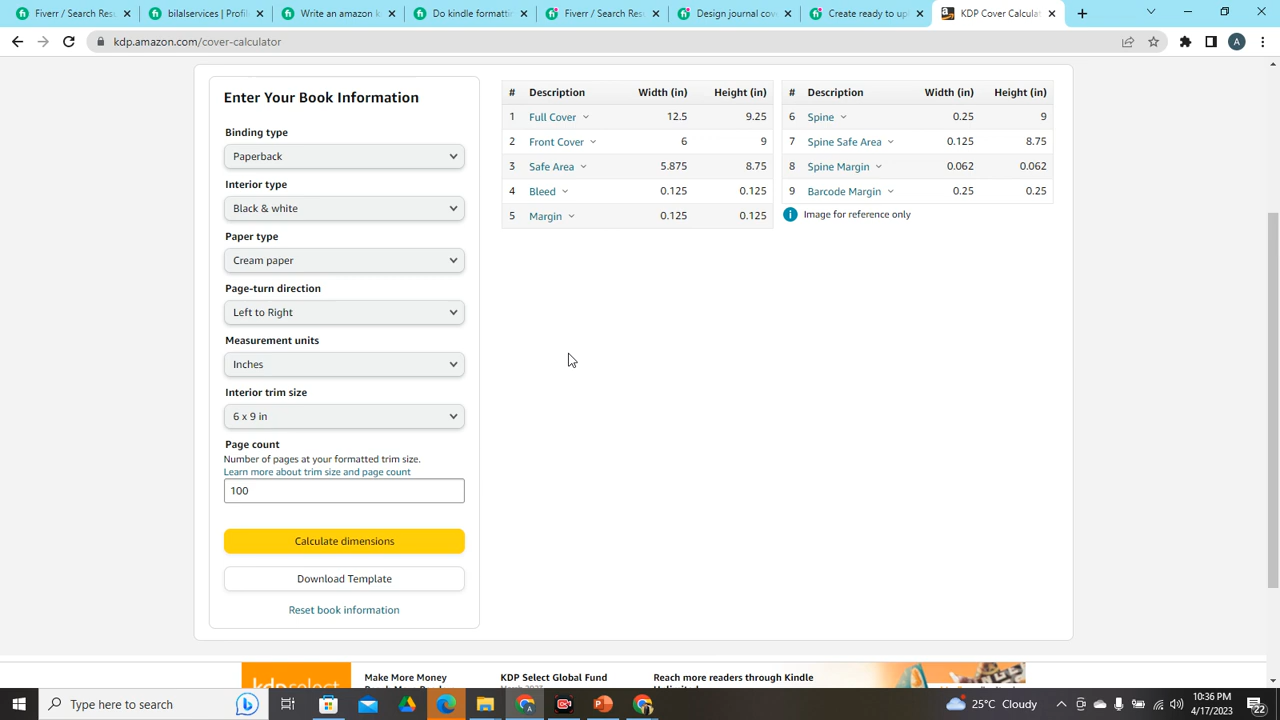 Fiverr / Search Resu
bilalservices | Profil
Write an amazon k
Do kindle formattin
Fiverr / Search Resu
Design journal cov
Create ready to up
KDP Cover Calcula
kdp.amazon.com/cover-calculator
A
Enter Your Book Information
Binding type
Paperback
Interior type
Black & white
Paper type
Cream paper
Page-turn direction
Left to Right
Measurement units
Inches
Interior trim size
6 x 9 in
Page count
Number of pages at your formatted trim size.
Learn more about trim size and page count
100
Calculate dimensions
Download Template
Reset book information
# Description Width (in) Height (in)
1 Full Cover 12.5 9.25
2 Front Cover 6 9
3 Safe Area 5.875 8.75
4 Bleed 0.125 0.125
5 Margin 0.125 0.125
# Description Width (in) Height (in)
6 Spine 0.25 9
7 Spine Safe Area 0.125 8.75
8 Spine Margin 0.062 0.062
9 Barcode Margin 0.25 0.25
Image for reference only
kdp select
Make More Money
KDP Select Global Fund
Reach more readers through Kindle
Type here to search
25°C Cloudy
10:36 PM
4/17/2023
22